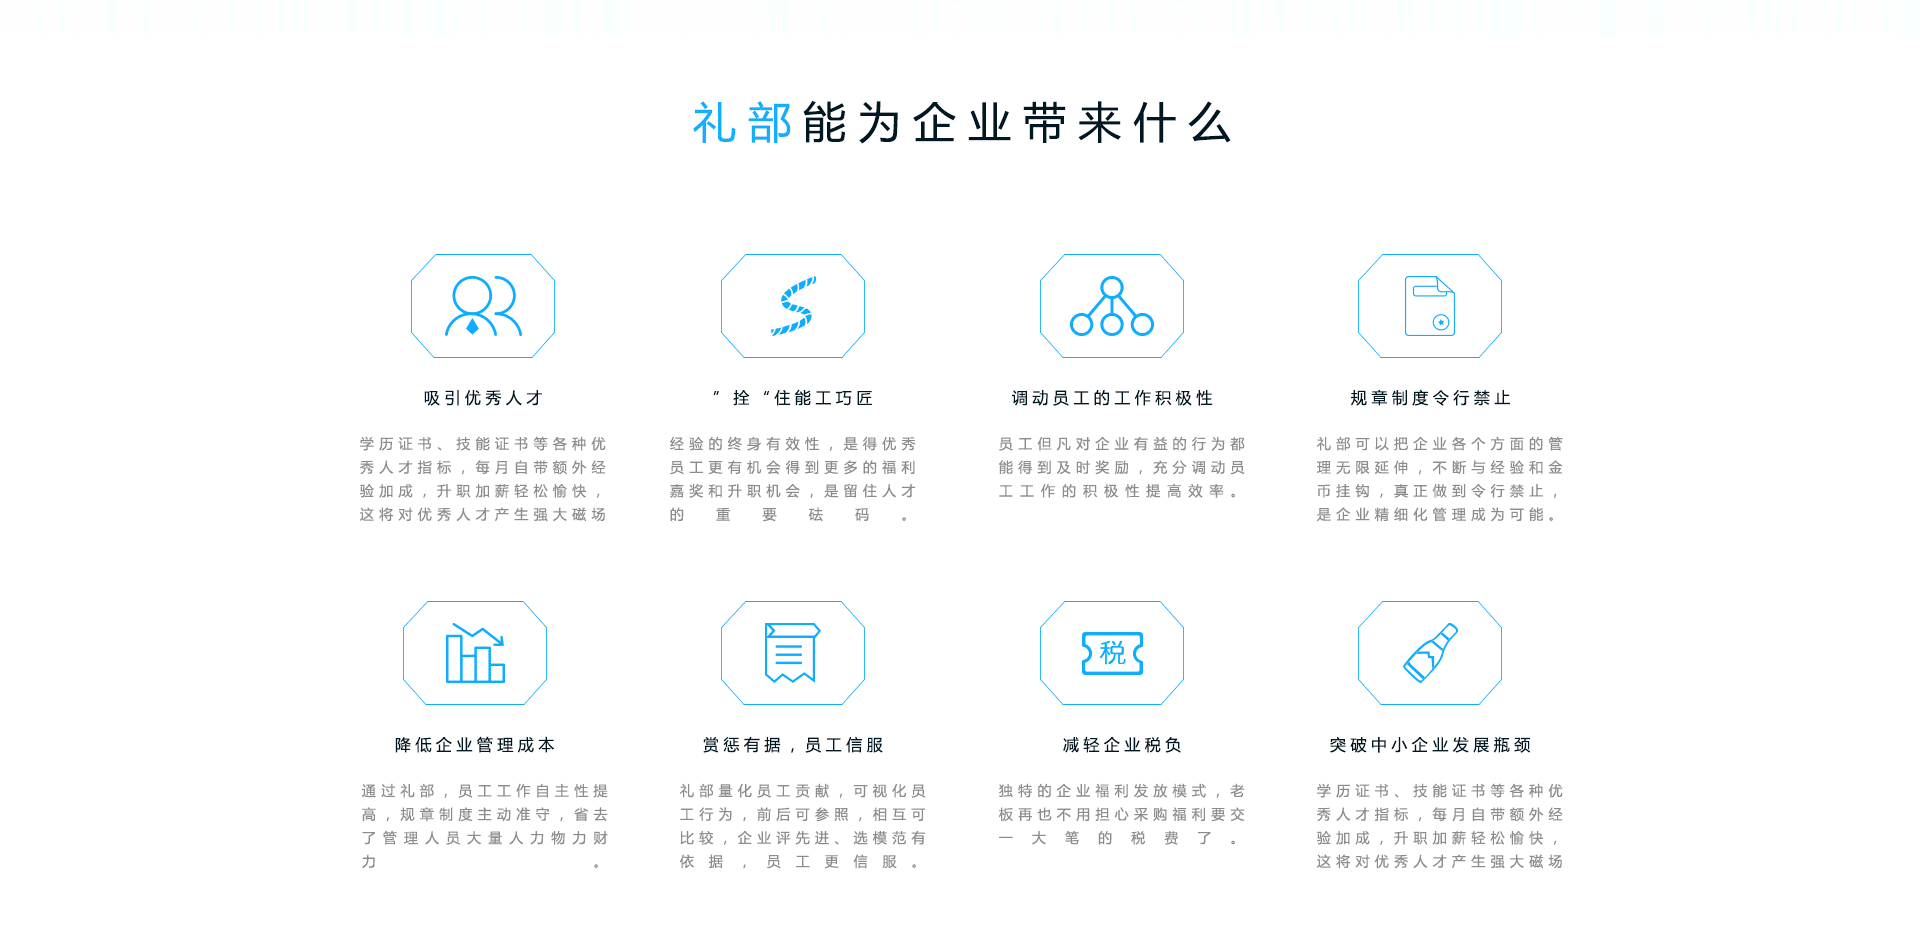 礼部能为企业带来什么
吸引优秀人才
学历证书、技能证书等各种优
秀人才指标，每月自带额外经
验加成，升职加薪轻松愉快，
这将对优秀人才产生强大磁场
”拴“住能工巧匠
经验的终身有效性，是得优秀
员工更有机会得到更多的福利
嘉奖和升职机会，是留住人才
的重要砝码。
调动员工的工作积极性
员工但凡对企业有益的行为都
能得到及时奖励，充分调动员
工工作的积极性提高效率。
规章制度令行禁止
礼部可以把企业各个方面的管
理无限延伸，不断与经验和金
币挂钩，真正做到令行禁止，
是企业精细化管理成为可能。
降低企业管理成本
通过礼部，员工工作自主性提
高，规章制度主动准守，省去
了管理人员大量人力物力财
力。
赏惩有据，员工信服
礼部量化员工贡献，可视化员
工行为，前后可参照，相互可
比较，企业评先进、选模范有
依据，员工更信服。
税
减轻企业税负
独特的企业福利发放模式，老
板再也不用担心采购福利要交
一大笔的税费了。
突破中小企业发展瓶颈
学历证书、技能证书等各种优
秀人才指标，每月自带额外经
验加成，升职加薪轻松愉快，
这将对优秀人才产生强大磁场